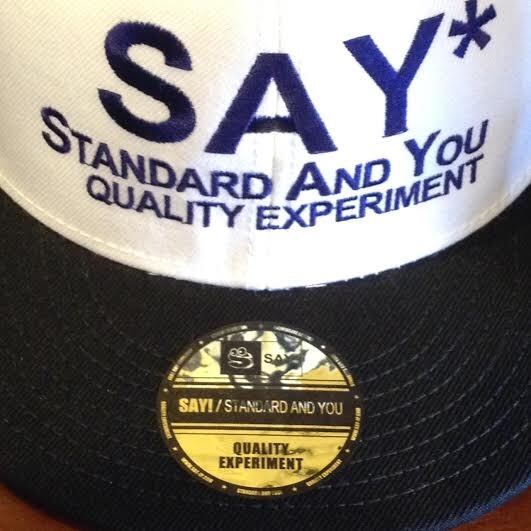 SAY*
STANDARD AND YOU
QUALITY EXPERIMENT
SAY
SAY! / STANDARD AND YOU
QUALITY
EXPERIMENT